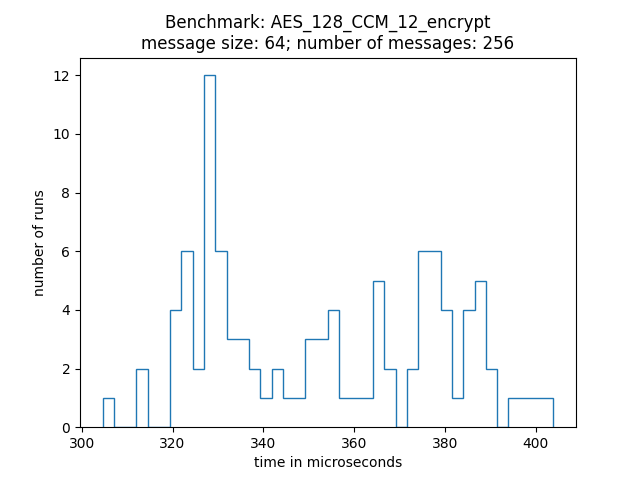 Benchmark: AES_128_CCM_12_encrypt
message size: 64; number of messages: 256
12
10
8
6
4
2
0
number of runs
300 320 340 360 380 400
time in microseconds